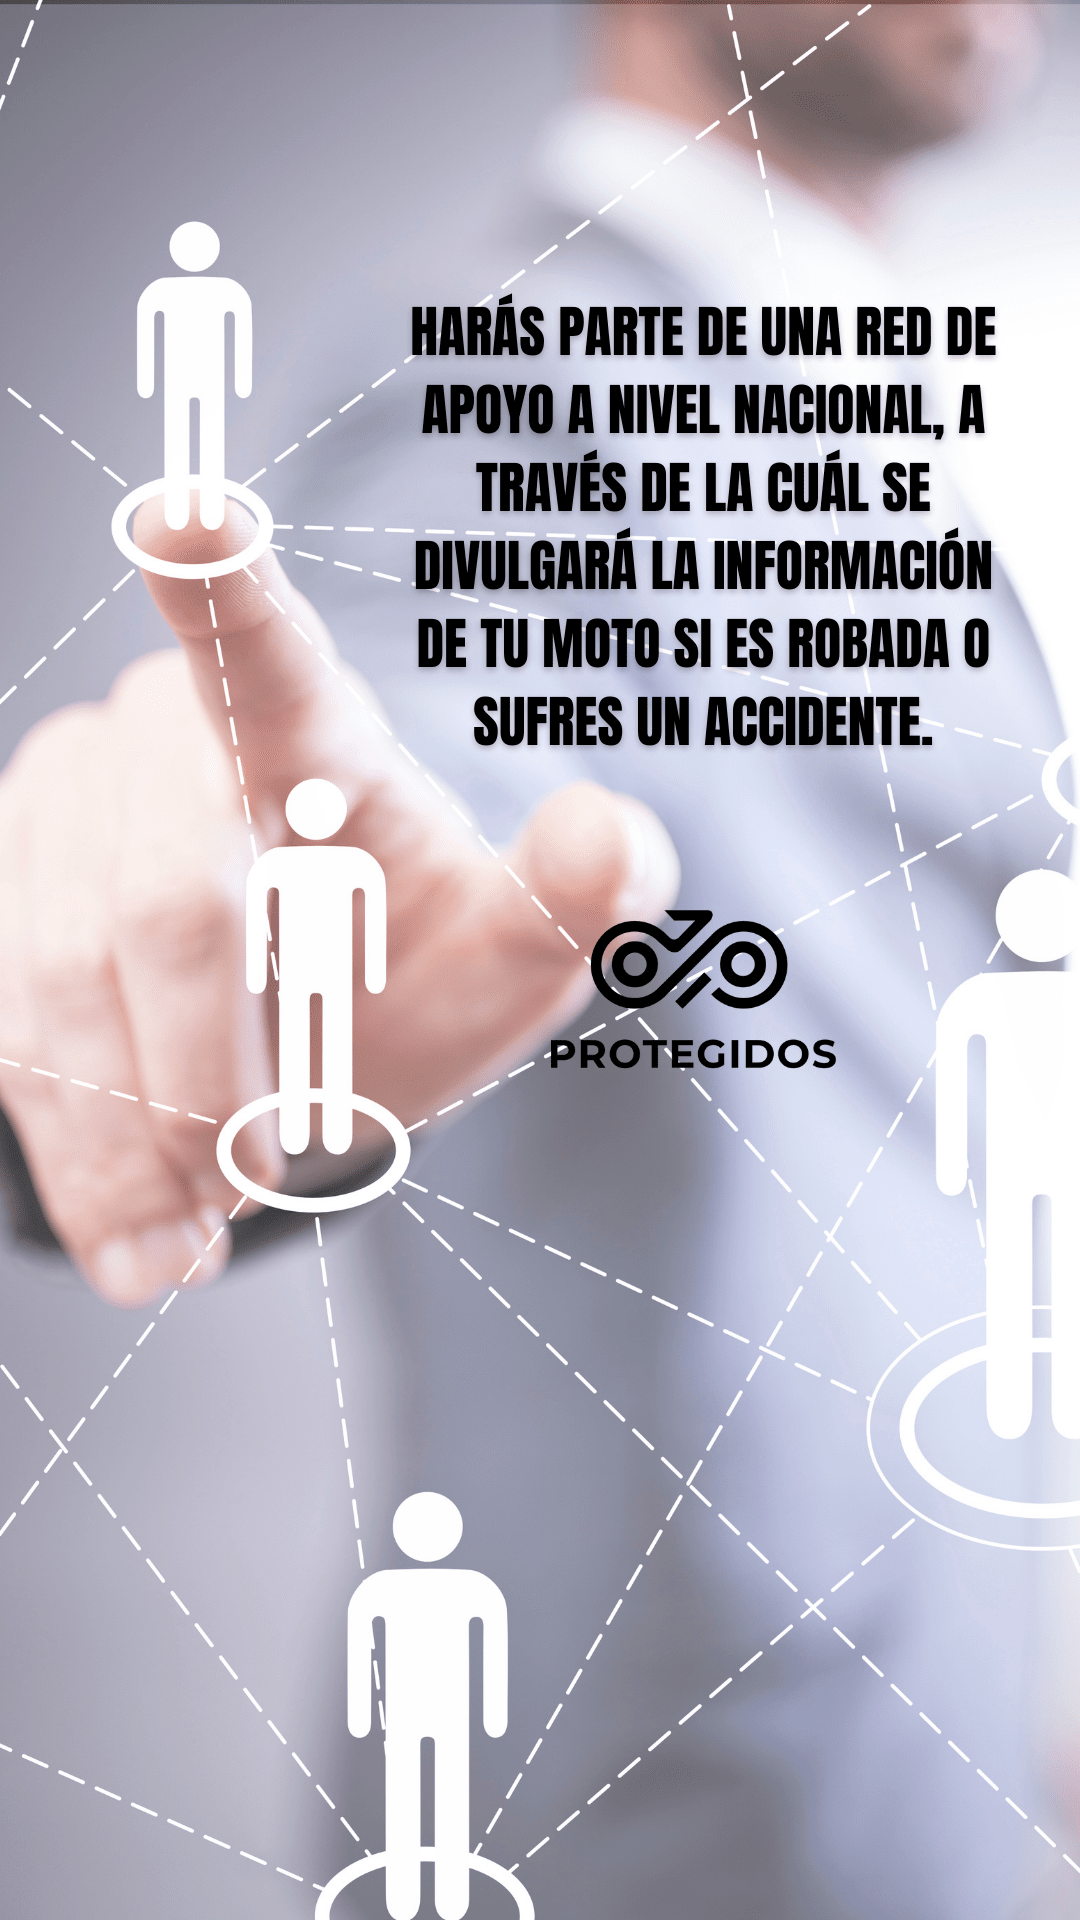 HARÁS PARTE DE UNA RED DE
APOYO A NIVEL NACIONAL, A
TRAVÉS DE LA CUÁL SE
DIVULGARÁ LA INFORMACIÓN
DE TU MOTO SI ES ROBADA O
SUFRES UN ACCIDENTE.
PROTEGIDOS